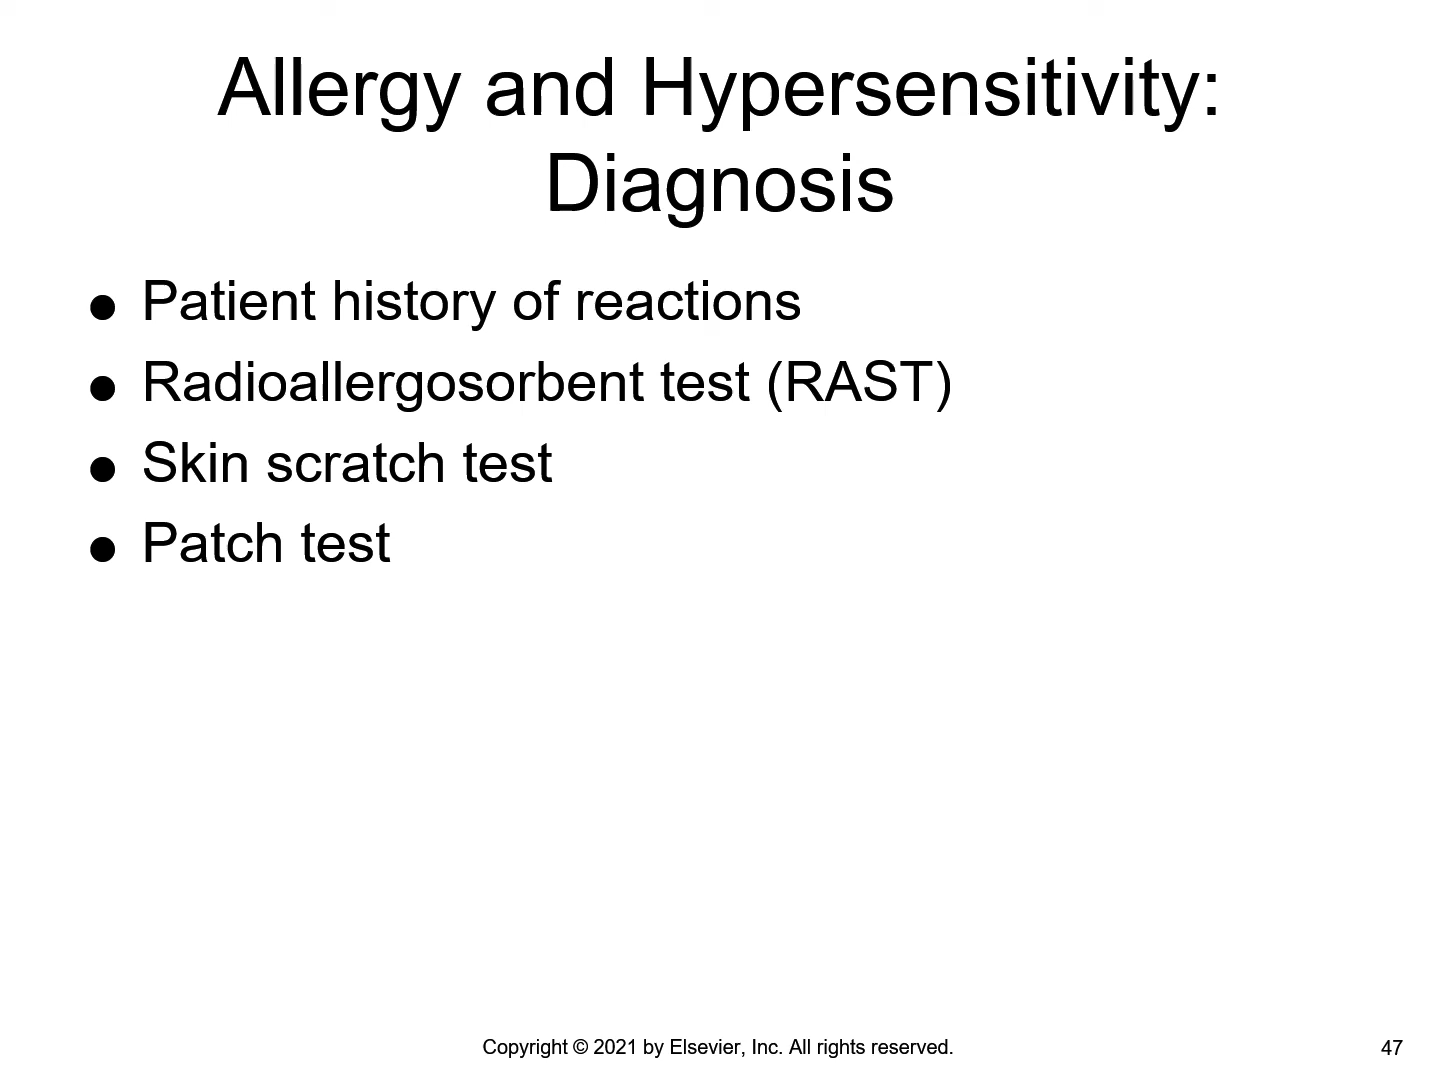 Allergy and Hypersensitivity:
Diagnosis
● Patient history of reactions
● Radioallergosorbent test (RAST)
● Skin scratch test
● Patch test
Copyright © 2021 by Elsevier, Inc. All rights reserved.
47